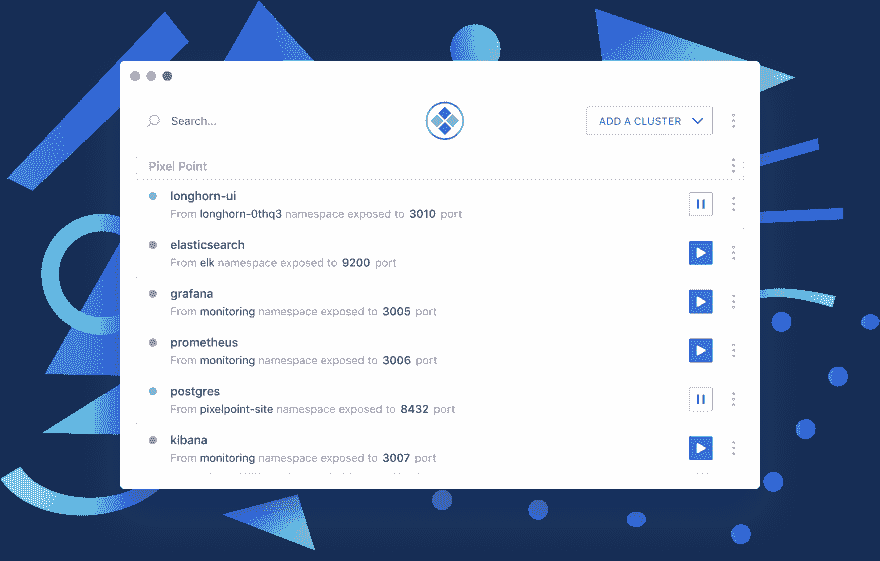 Search...
ADD A CLUSTER
Pixel Point
longhorn-ui
From longhorn-0thq3 namespace exposed to 3010 port
elasticsearch
From elk namespace exposed to 9200 port
grafana
From monitoring namespace exposed to 3005 port
prometheus
From monitoring namespace exposed to 3006 port
postgres
From pixelpoint-site namespace exposed to 8432 port
kibana
From monitoring namespace exposed to 3007 port